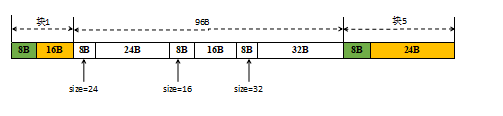 块1 96B 块5
8B 16B 8B 24B 8B 16B 8B 32B 8B 24B
size=24 size=16 size=32